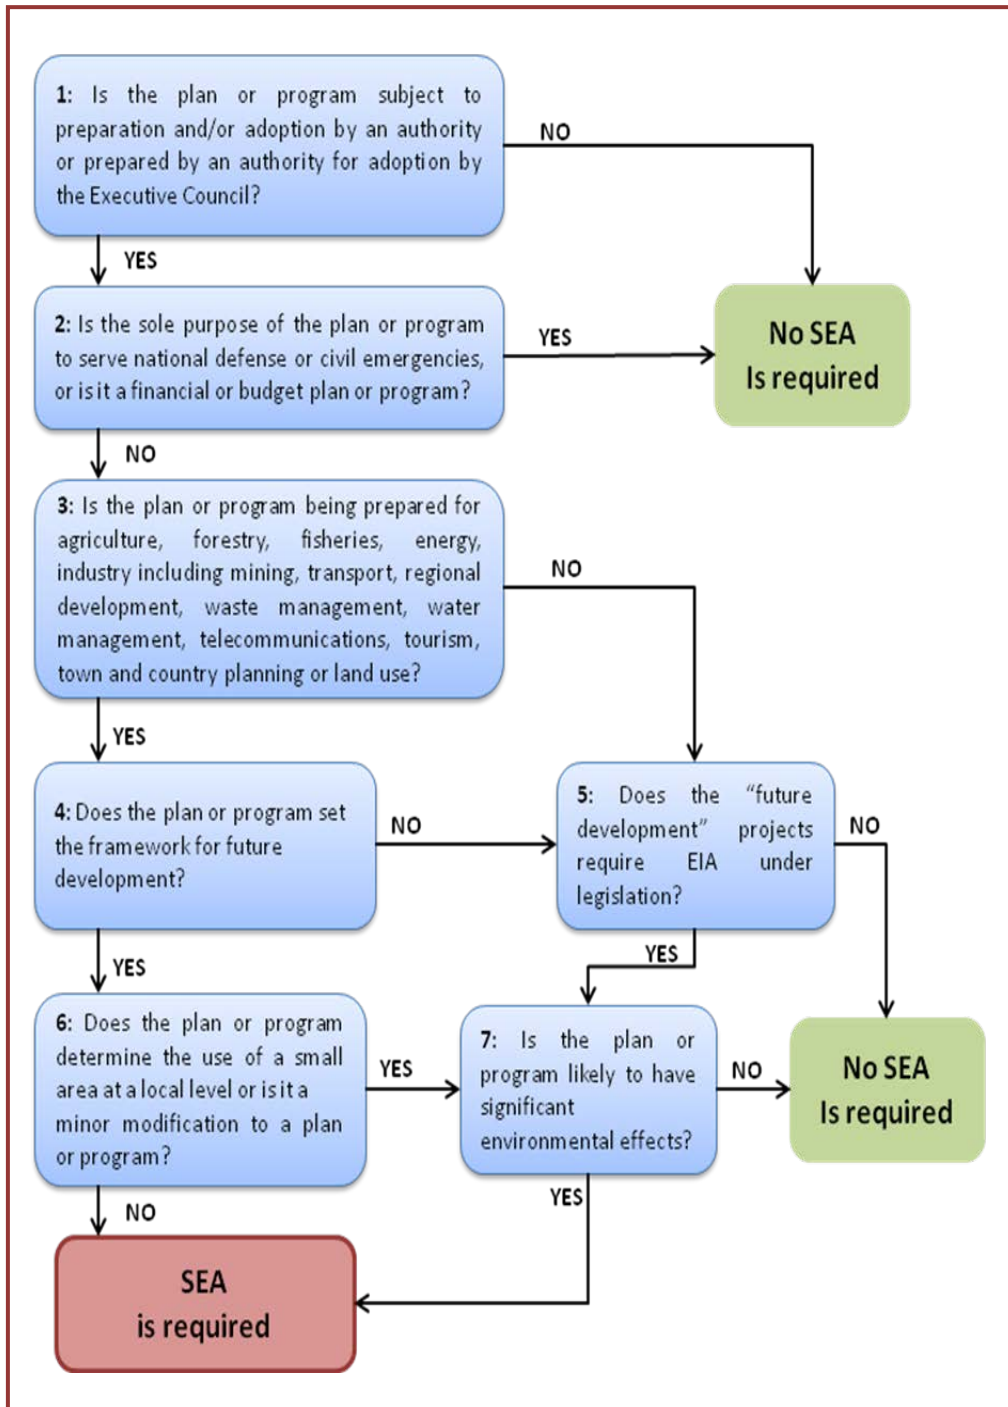 1: Is the plan or program subject to
preparation and/or adoption by an authority
or prepared by an authority for adoption by
the Executive Council?
NO
YES
2: Is the sole purpose of the plan or program
to serve national defense or civil emergencies,
or is it a financial or budget plan or program?
YES
No SEA
Is required
NO
3: Is the plan or program being prepared for
agriculture, forestry, fisheries, energy,
industry including mining, transport, regional
development, waste management, water
management, telecommunications, tourism,
town and country planning or land use?
NO
YES
4: Does the plan or program set
the framework for future
development?
NO
5: Does the "future
development" projects
require EIA under
legislation?
NO
YES
YES
6: Does the plan or program
determine the use of a small
area at a local level or is it a
minor modification to a plan
or program?
YES
7: Is the plan or
program likely to have
significant
environmental effects?
NO
No SEA
Is required
NO
YES
SEA
is required